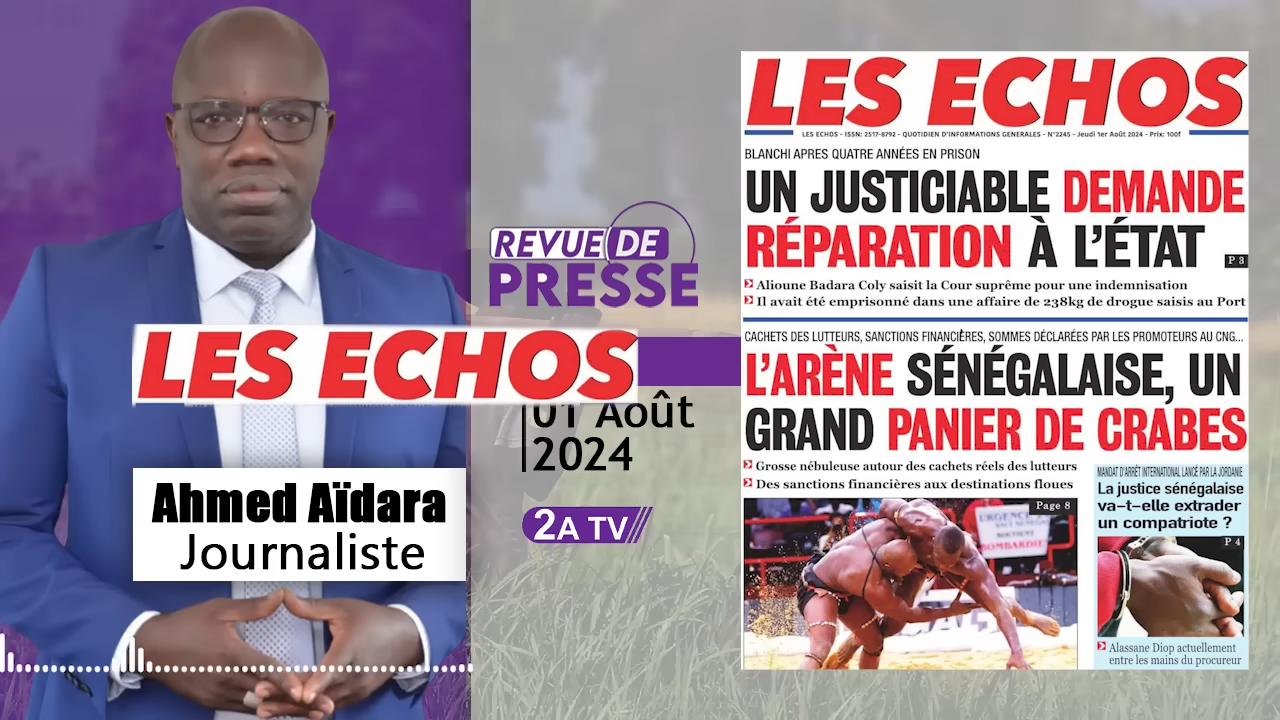 REVUE DE
PRESSE
LES ECHOS
01 Août
2024
Ahmed Aïdara
Journaliste
2A TV
LES ECHOS
LES ECHOS - ISSN: 2517-8792 - QUOTIDIEN D'INFORMATIONS GENERALES - N°2245 - Jeudi 1er Août 2024 - Prix: 100f
BLANCHI APRES QUATRE ANNÉES EN PRISON
UN JUSTICIABLE DEMANDE
RÉPARATION À L'ÉTAT
P 3
Alioune Badara Coly saisit la Cour suprême pour une indemnisation
Il avait été emprisonné dans une affaire de 238kg de drogue saisis au Port
CACHETS DES LUTTEURS, SANCTIONS FINANCIÈRES, SOMMES DÉCLARÉES PAR LES PROMOTEURS AU CNG...
L'ARÈNE SÉNÉGALAISE, UN
GRAND PANIER DE CRABES
Grosse nébuleuse autour des cachets réels des lutteurs
Des sanctions financières aux destinations floues
Page 8
URGENCE
SOUTIENT
BOMBARDIE
MANDAT D'ARRÊT INTERNATIONAL LANCÉ PAR LA JORDANIE
La justice sénégalaise
va-t-elle extrader
un compatriote ?
P 4
Alassane Diop actuellement
entre les mains du procureur